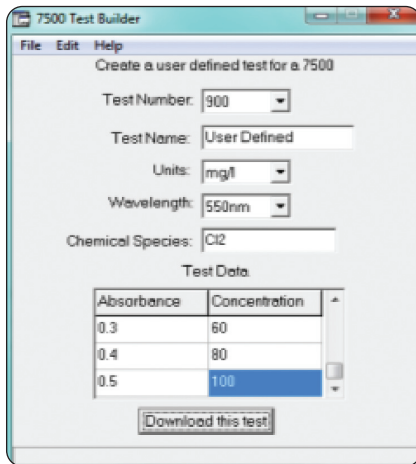 7500 Test Builder
File Edit Help
Create a user defined test for a 7500
Test Number: 900
Test Name: User Defined
Units: mg/l
Wavelength: 550nm
Chemical Species: Cl2
Test Data
Absorbance Concentration
0.3 60
0.4 80
0.5 100
Download this test